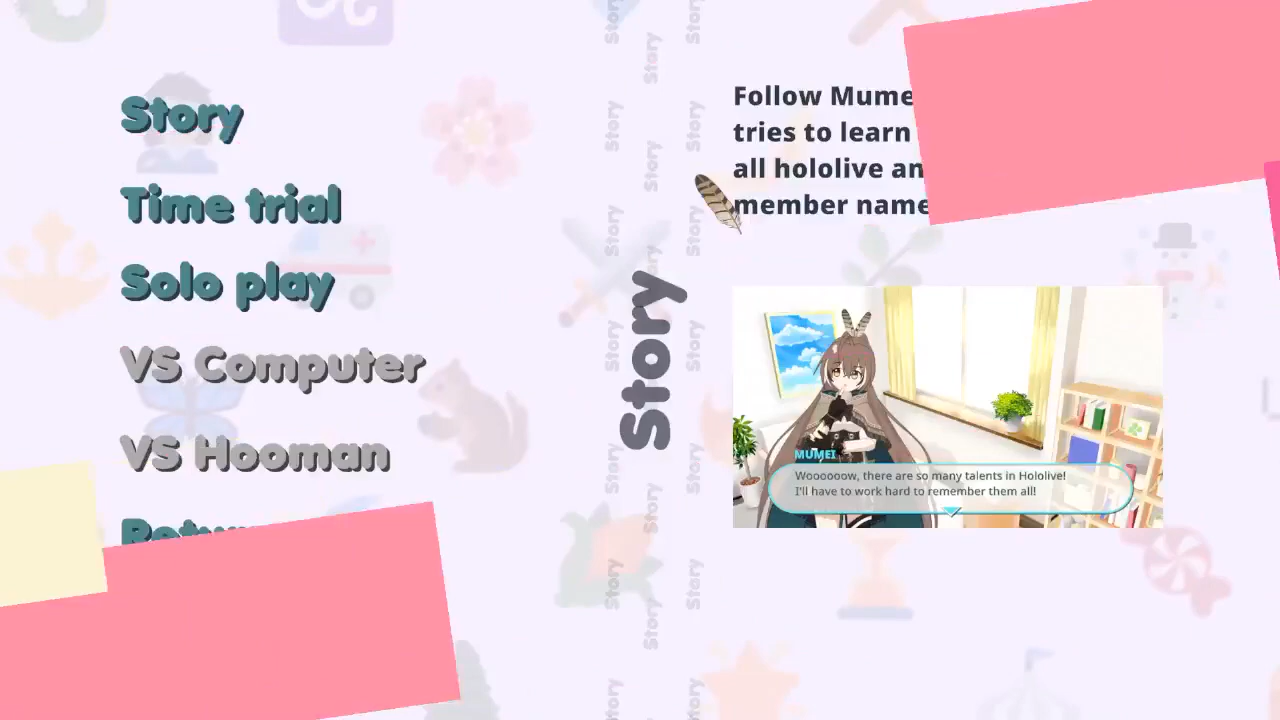 Story
Time trial
Solo play
VS Computer
VS Hooman
Story
Follow Mume
tries to learn
all hololive an
member name
MUMEI
Woooooow, there are so many talents in Hololive!
I'll have to work hard to remember them all!